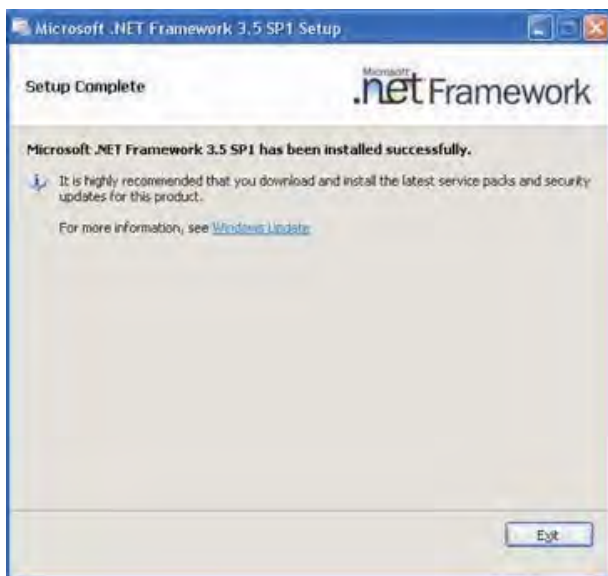 Microsoft .NET Framework 3.5 SP1 Setup
Setup Complete
Microsoft
.net Framework
Microsoft .NET Framework 3.5 SP1 has been installed successfully.
It is highly recommended that you download and install the latest service packs and security
updates for this product.
For more information, see Windows Update
Exit